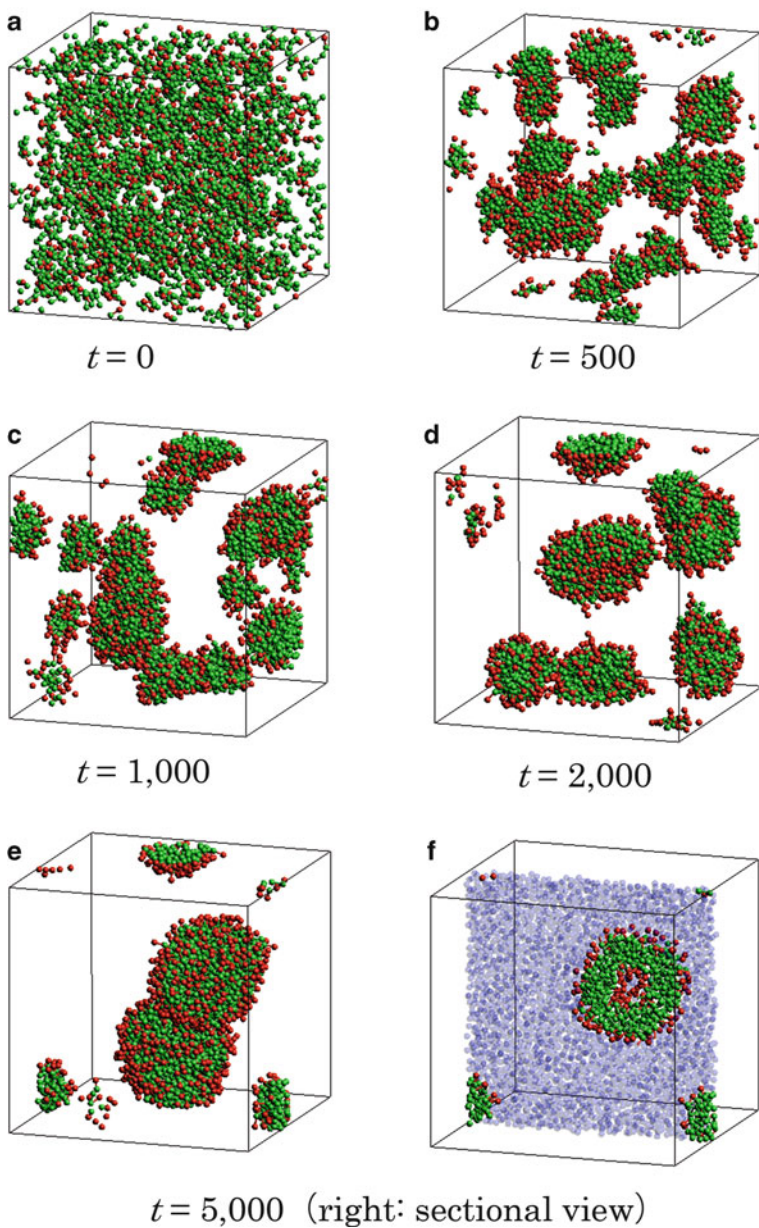 a b
t = 0 t = 500
c d
t = 1,000 t = 2,000
e f
t = 5,000 (right: sectional view)